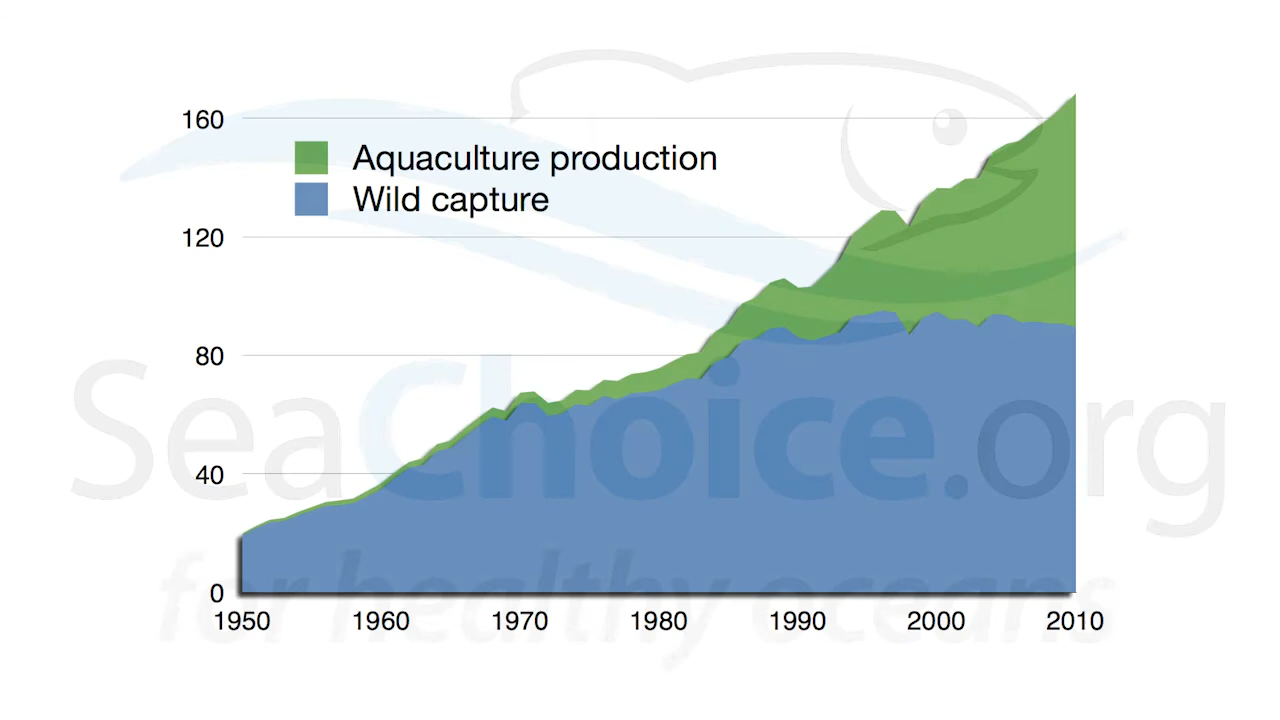 160
Aquaculture production
Wild capture
120
80
SeaChoice.org
40
0
for healthy oceans
1950 1960 1970 1980 1990 2000 2010